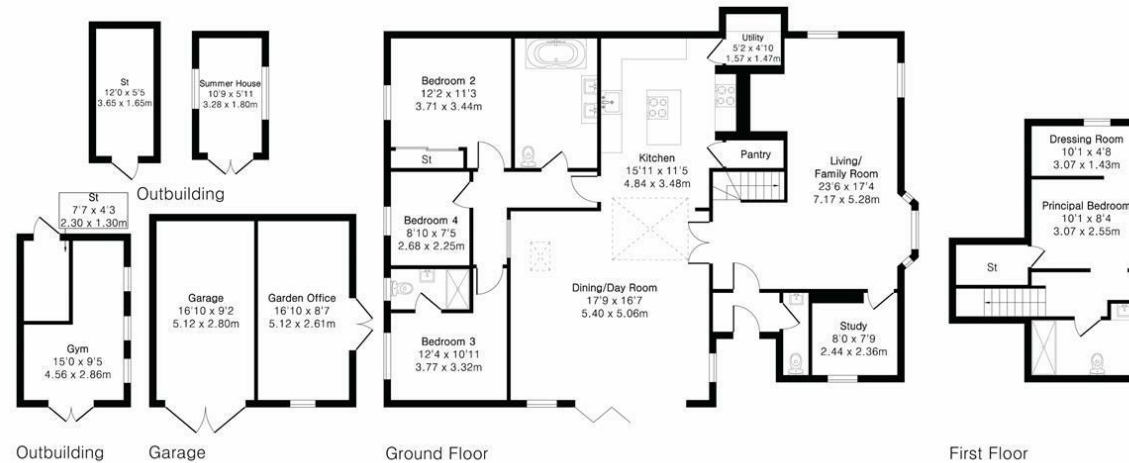 St
12'0 x 5'5
3.65 x 1.65m
Summer House
10'9 x 5'11
3.28 x 1.80m
Outbuilding
St
7'7 x 4'3
2.30 x 1.30m
Gym
15'0 x 9'5
4.56 x 2.86m
Outbuilding
Garage
16'10 x 9'2
5.12 x 2.80m
Garden Office
16'10 x 8'7
5.12 x 2.61m
Garage
Bedroom 2
12'2 x 11'3
3.71 x 3.44m
St
Utility
5'2 x 4'10
1.57 x 1.47m
Kitchen
15'11 x 11'5
4.84 x 3.48m
Pantry
Living/
Family Room
23'6 x 17'4
7.17 x 5.28m
Bedroom 4
8'10 x 7'5
2.68 x 2.25m
Dining/Day Room
17'9 x 16'7
5.40 x 5.06m
Bedroom 3
12'4 x 10'11
3.77 x 3.32m
Study
8'0 x 7'9
2.44 x 2.36m
Ground Floor
Dressing Room
10'1 x 4'8
3.07 x 1.43m
Principal Bedroom
10'1 x 8'4
3.07 x 2.55m
St
First Floor